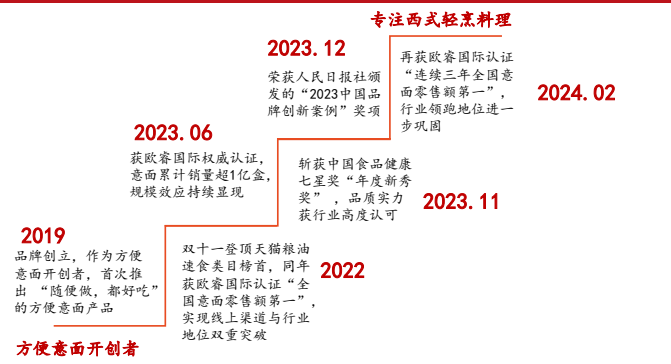 专注西式轻烹料理
2023.12
荣获人民日报社颁
发的“2023中国品
牌创新案例”奖项
再获欧睿国际认证
“连续三年全国意
面零售额第一”，
行业领跑地位进一
步巩固
2024.02
2023.06
获欧睿国际权威认证，
意面累计销量超1亿盒，
规模效应持续显现
斩获中国食品健康
七星奖“年度新秀
奖”，品质实力
获行业高度认可
2023.11
2019
品牌创立，作为方便
意面开创者，首次推
出 “随便做，都好吃”
的方便意面产品
双十一登顶天猫粮油
速食类目榜首，同年
获欧睿国际认证“全
国意面零售额第一”，
实现线上渠道与行业
地位双重突破
2022
方便意面开创者